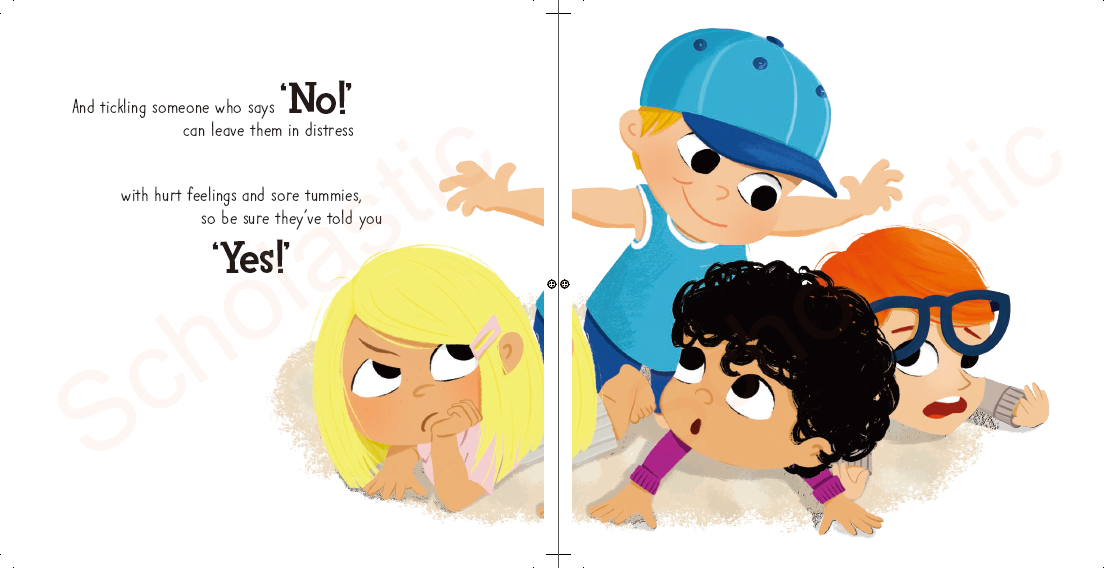 And tickling someone who says ‘No!’
can leave them in distress
with hurt feelings and sore tummies,
so be sure they’ve told you
‘Yes!’
Scholastic
Scholastic